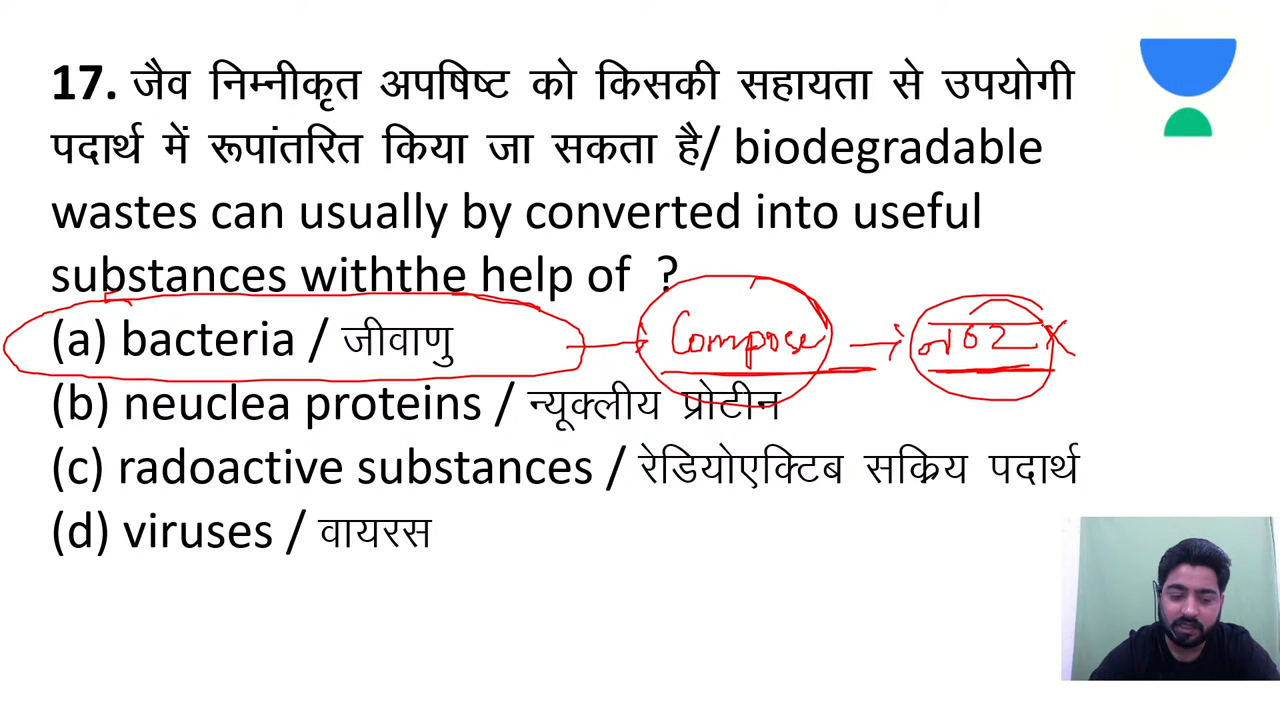 17. जैव निम्नीकृत अपषिष्ट को किसकी सहायता से उपयोगी
पदार्थ में रूपांतरित किया जा सकता है/ biodegradable
wastes can usually by converted into useful
substances withthe help of ?
(a) bacteria / जीवाणु Compose
(b) neuclea proteins / न्यूक्लीय प्रोटीन
(c) radoactive substances / रेडियोएक्टिब सक्रिय पदार्थ
(d) viruses / वायरस